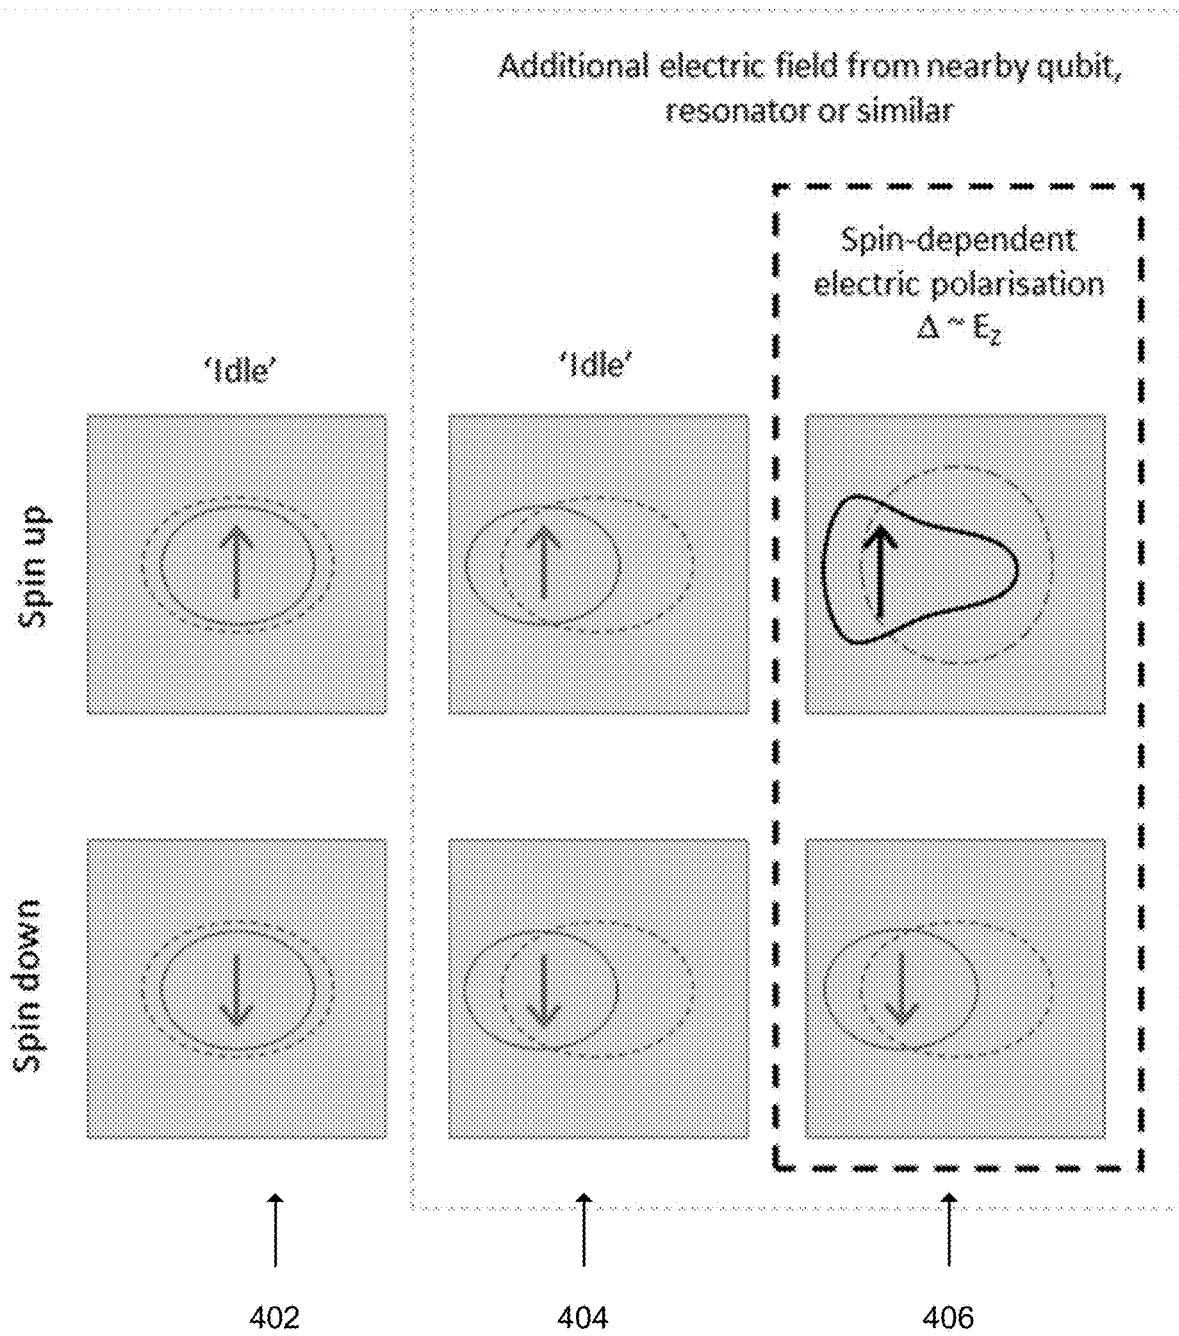 Additional electric field from nearby qubit,
resonator or similar
Spin-dependent
electric polarisation
Δ ~ E_Z
'Idle'
'Idle'
Spin up
Spin down
402
404
406